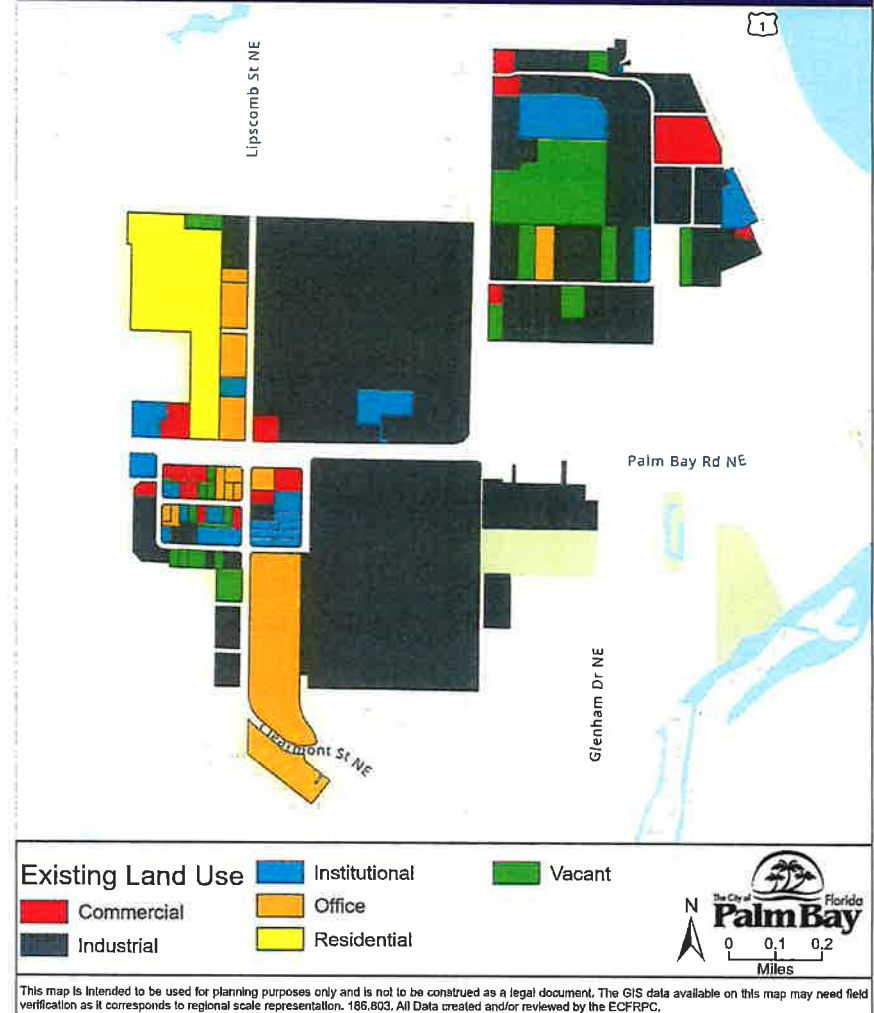 1
Lipscomb St NE
Palm Bay Rd NE
Glenham Dr NE
Clearmont St NE
Existing Land Use
Commercial
Industrial
Institutional
Office
Residential
Vacant
N
The City of
Florida
Palm Bay
0 0.1 0.2
Miles
This map is intended to be used for planning purposes only and is not to be construed as a legal document. The GIS data available on this map may need field
verification as it corresponds to regional scale representation. 186,803. All Data created and/or reviewed by the ECFRPC.